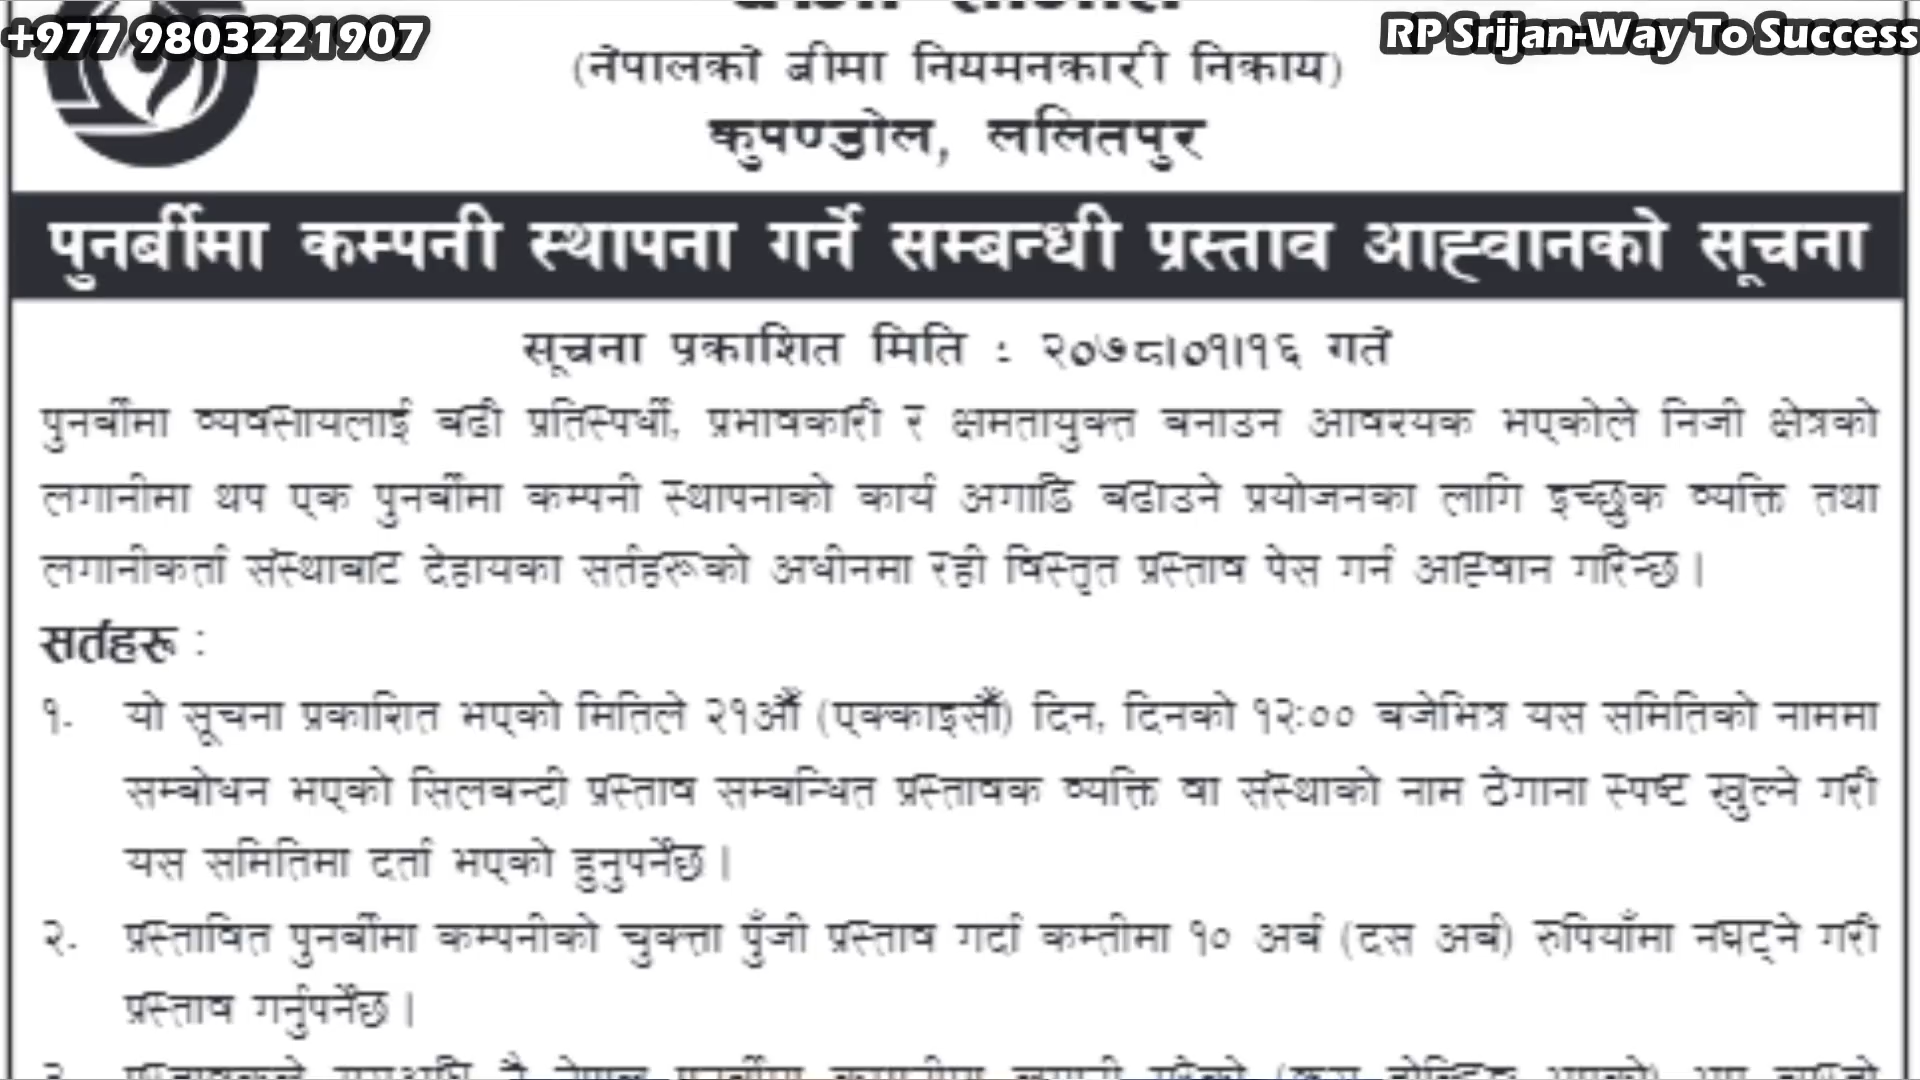 +977 9803221907
RP Srijan-Way To Success
(नेपालको बीमा नियमनकारी निकाय)
कुपण्डोल, ललितपुर
पुनर्बीमा कम्पनी स्थापना गर्ने सम्बन्धी प्रस्ताव आह्वानको सूचना
सूचना प्रकाशित मिति : २०७८।०१।१६ गते
पुनर्बीमा व्यवसायलाई बढी प्रतिस्पर्धी, प्रभावकारी र क्षमतायुक्त बनाउन आवश्यक भएकोले निजी क्षेत्रको
लगानीमा थप एक पुनर्बीमा कम्पनी स्थापनाको कार्य अगाडि बढाउने प्रयोजनका लागि इच्छुक व्यक्ति तथा
लगानीकर्ता संस्थाबाट देहायका सर्तहरूको अधीनमा रही विस्तृत प्रस्ताव पेस गर्न आह्वान गरिन्छ ।
सर्तहरू :
१. यो सूचना प्रकाशित भएको मितिले २१औँ (एक्काइसौँ) दिन, दिनको १२:०० बजेभित्र यस समितिको नाममा
सम्बोधन भएको सिलबन्दी प्रस्ताव सम्बन्धित प्रस्तावक व्यक्ति वा संस्थाको नाम ठेगाना स्पष्ट खुल्ने गरी
यस समितिमा दर्ता भएको हुनुपर्नेछ ।
२. प्रस्तावित पुनर्बीमा कम्पनीको चुक्ता पुँजी प्रस्ताव गर्दा कम्तीमा १० अर्ब (दस अर्ब) रुपियाँमा नघट्ने गरी
प्रस्ताव गर्नुपर्नेछ ।